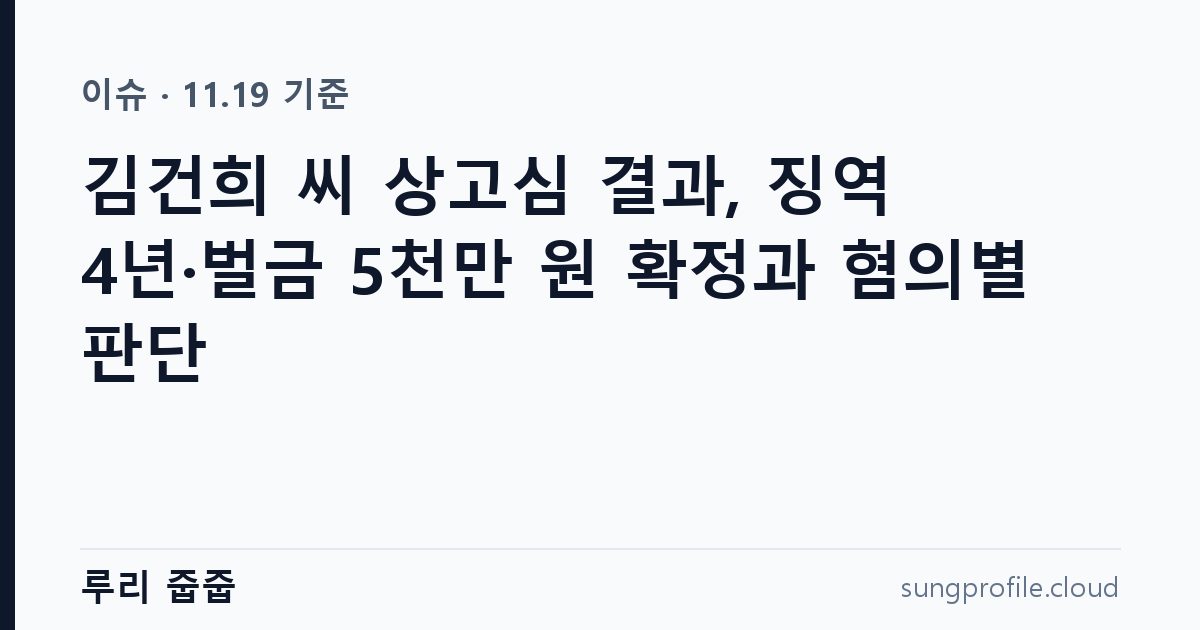 이슈 · 11.19 기준
김건희 씨 상고심 결과, 징역
4년·벌금 5천만 원 확정과 혐의별
판단
루리 줍줍
sungprofile.cloud